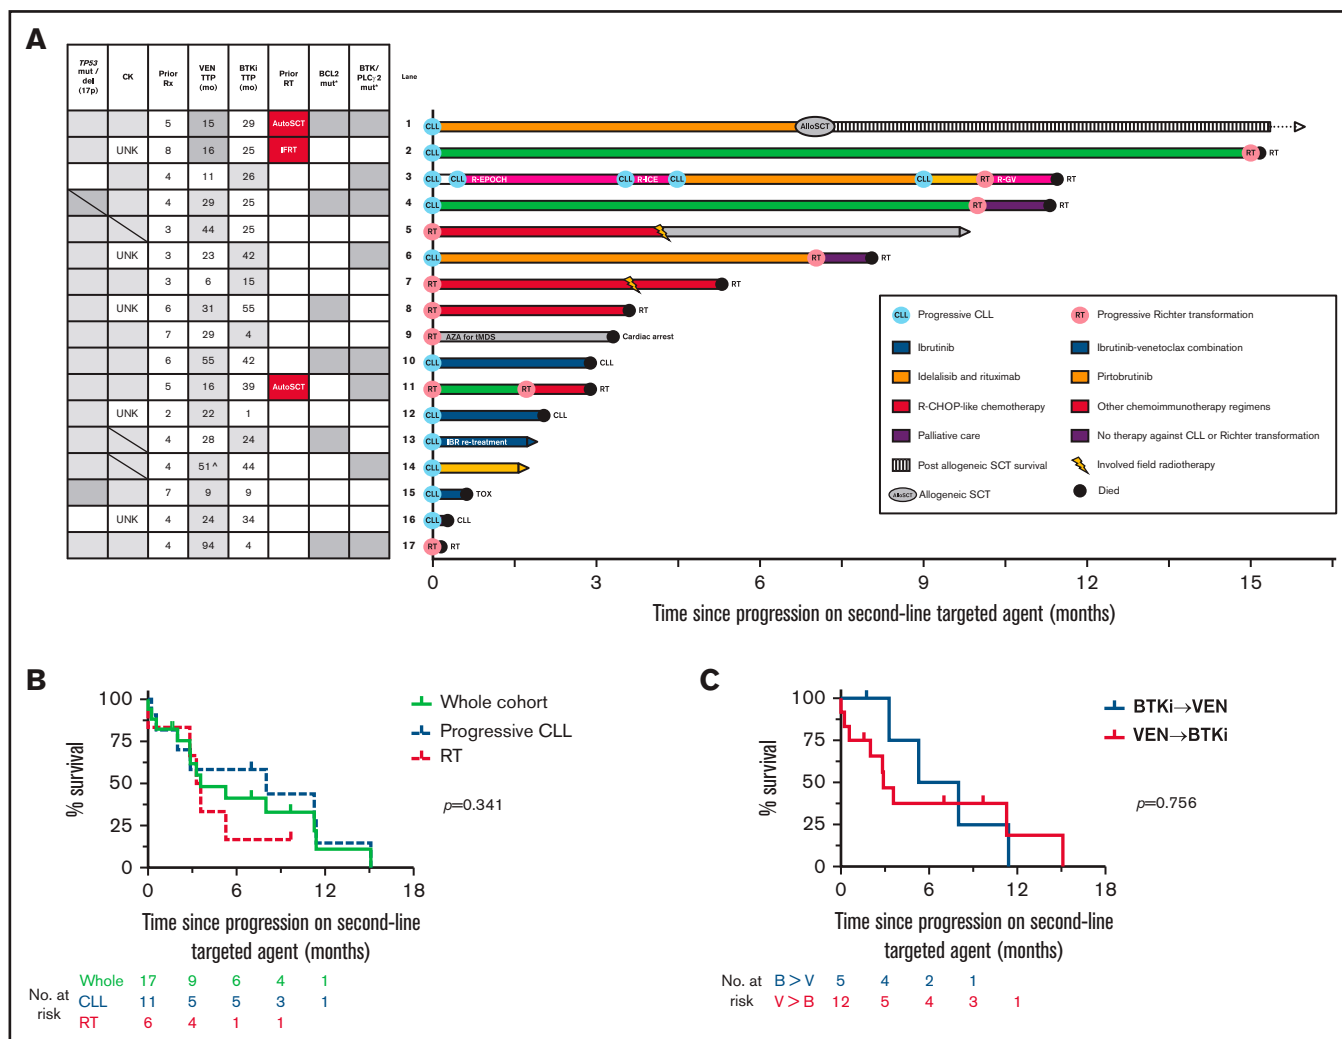 A
TP53 mut / del (17p)
CK
Prior Rx
VEN TTP (mo)
BTKi TTP (mo)
Prior RT
BCL2 mut*
BTK/ PLCγ2 mut*
Lane
5 15 29 AutoSCT 1 CLL AlloSCT
UNK 8 16 25 IFRT 2 CLL RT RT
4 11 26 3 CLL CLL R-EPOCH CLL R-ICE CLL CLL RT R-GV RT
4 29 25 4 CLL RT RT
3 44 25 5 RT
UNK 3 23 42 6 CLL RT RT
3 6 15 7 RT RT
UNK 6 31 55 8 RT RT
7 29 4 9 RT AZA for tMDS Cardiac arrest
6 55 42 10 CLL CLL
5 16 39 AutoSCT 11 RT RT RT
UNK 2 22 1 12 CLL CLL
4 28 24 13 CLL IBR re-treatment
4 51^ 44 14 CLL
7 9 9 15 CLL TOX
UNK 4 24 34 16 CLL CLL
4 94 4 17 RT RT
CLL Progressive CLL
RT Progressive Richter transformation
Ibrutinib
Ibrutinib-venetoclax combination
Idelalisib and rituximab
Pirtobrutinib
R-CHOP-like chemotherapy
Other chemoimmunotherapy regimens
Palliative care
No therapy against CLL or Richter transformation
Post allogeneic SCT survival
Involved field radiotherapy
AlloSCT Allogeneic SCT
Died
0 3 6 9 12 15
Time since progression on second-line targeted agent (months)
B
% survival
100
75
50
25
0
0 6 12 18
Whole cohort
Progressive CLL
RT
p=0.341
Time since progression on second-line
targeted agent (months)
No. at
risk
Whole 17 9 6 4 1
CLL 11 5 5 3 1
RT 6 4 1 1
C
% survival
100
75
50
25
0
0 6 12 18
BTKi→VEN
VEN→BTKi
p=0.756
Time since progression on second-line
targeted agent (months)
No. at
risk
B > V 5 4 2 1
V > B 12 5 4 3 1